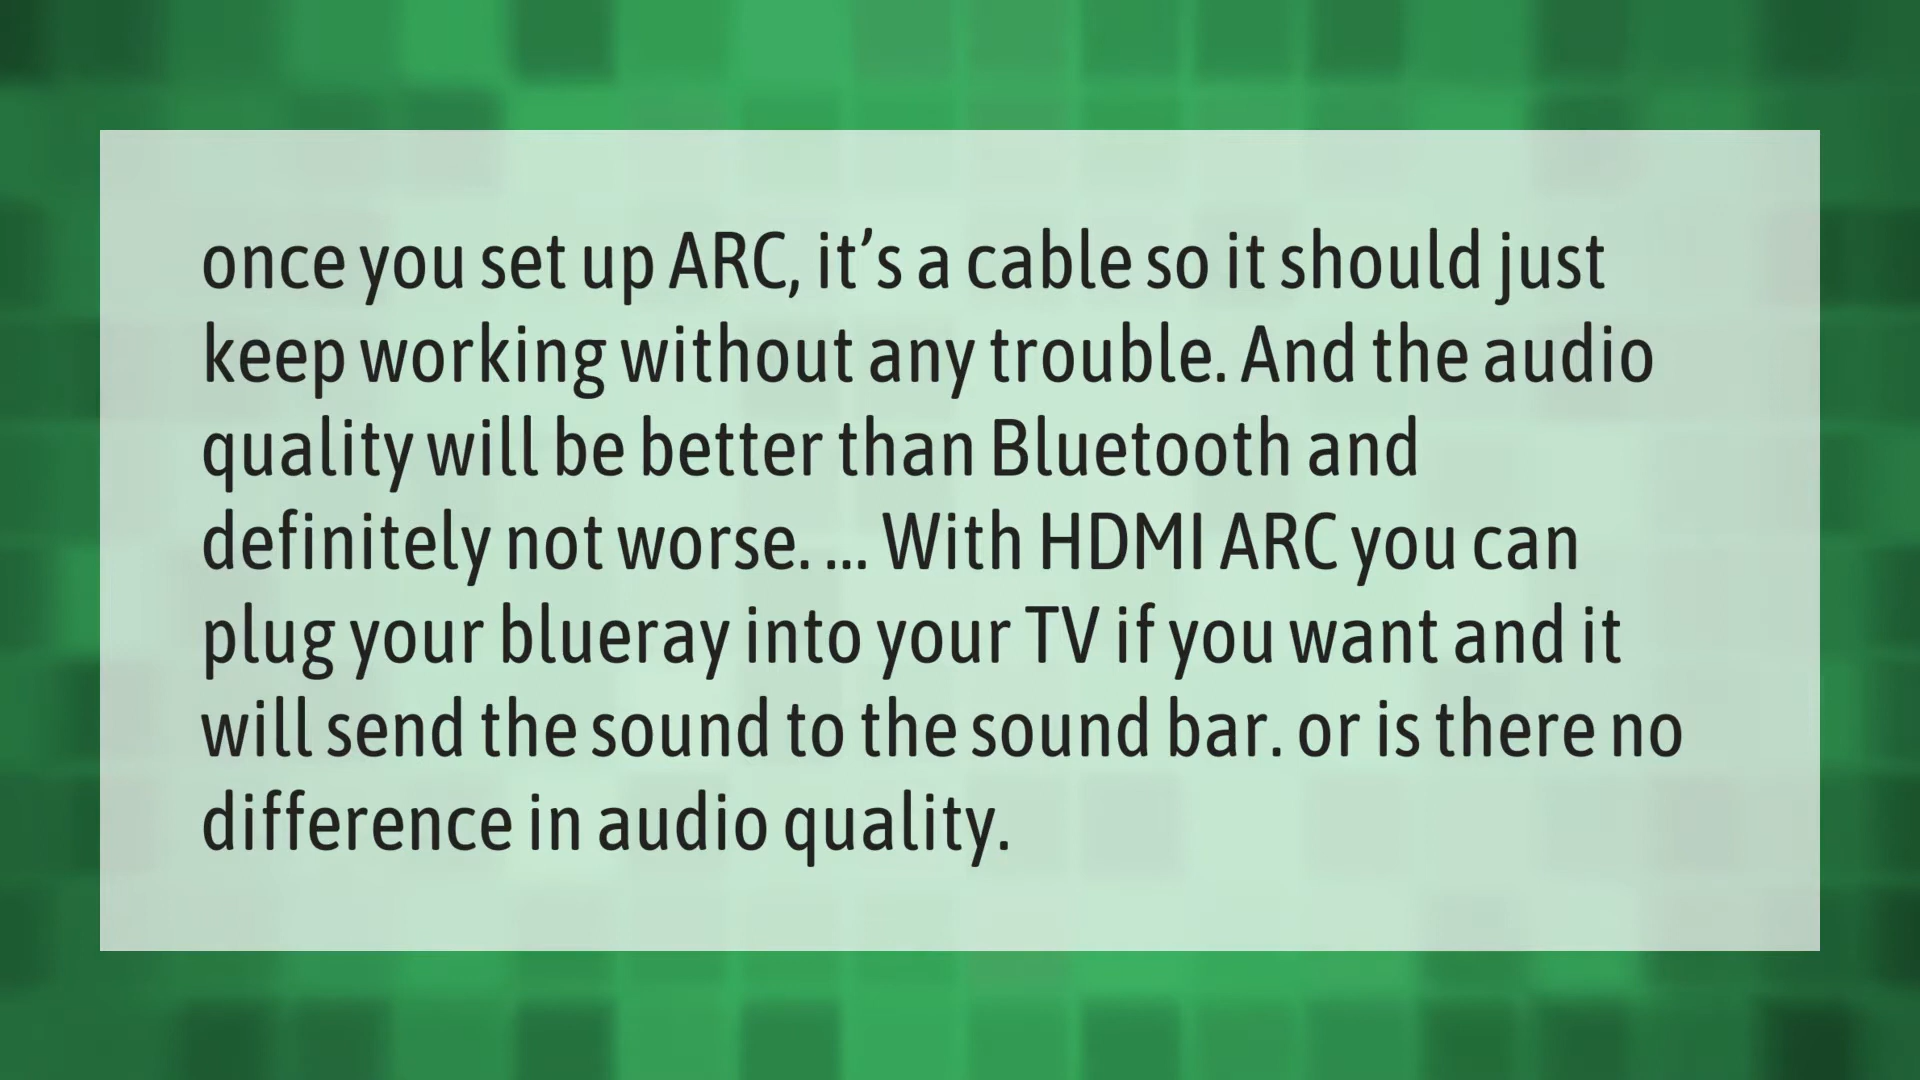 once you set up ARC, it’s a cable so it should just
keep working without any trouble. And the audio
quality will be better than Bluetooth and
definitely not worse. ... With HDMI ARC you can
plug your blueray into your TV if you want and it
will send the sound to the sound bar. or is there no
difference in audio quality.